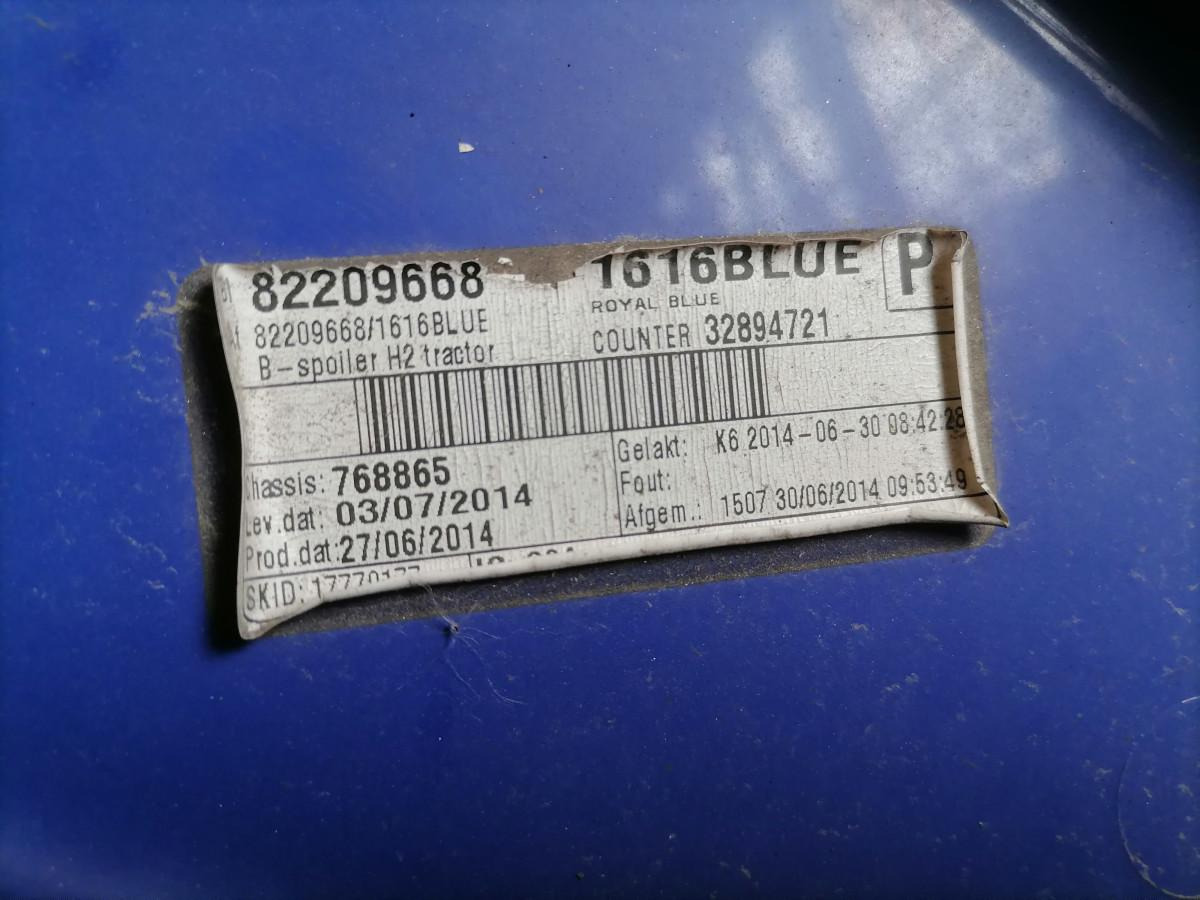 82209668 1616BLUE P
ROYAL BLUE
82209668/1616BLUE COUNTER 32894721
B-spoiler H2 tractor
hassis: 768865
Lev.dat: 03/07/2014
Prod.dat:27/06/2014
SKID:
Gelakt: K6 2014-06-30 08:42:28
Fout:
Afgem.: 1507 30/06/2014 09:53:49